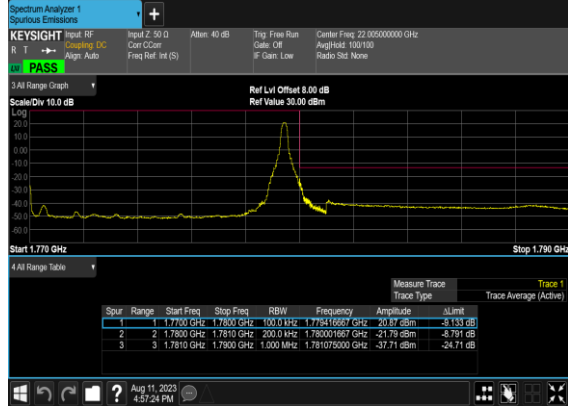 Spectrum Analyzer 1
Spurious Emissions
+
KEYSIGHT Input: RF Input Z: 50 Ω Atten: 40 dB Trig: Free Run Center Freq: 22.005000000 GHz
R T Coupling: DC Corr CCorr Gate: Off Avg|Hold: 100/100
Align: Auto Freq Ref: Int (S) IF Gain: Low Radio Std: None
PASS
3 All Range Graph
Ref Lvl Offset 8.00 dB
Scale/Div 10.0 dB Ref Value 30.00 dBm
Log
20.0
10.0
0.00
-10.0
-20.0
-30.0
-40.0
-50.0
-60.0
Start 1.770 GHz Stop 1.790 GHz
4 All Range Table
Measure Trace Trace 1
Trace Type Trace Average (Active)
Spur Range Start Freq Stop Freq RBW Frequency Amplitude ΔLimit
1 1 1.7700 GHz 1.7800 GHz 100.0 kHz 1.779416667 GHz 20.87 dBm -9.133 dB
2 2 1.7800 GHz 1.7810 GHz 200.0 kHz 1.780001667 GHz -21.79 dBm -8.791 dB
3 3 1.7810 GHz 1.7900 GHz 1.000 MHz 1.781075000 GHz -37.71 dBm -24.71 dB
? Aug 11, 2023
4:57:24 PM